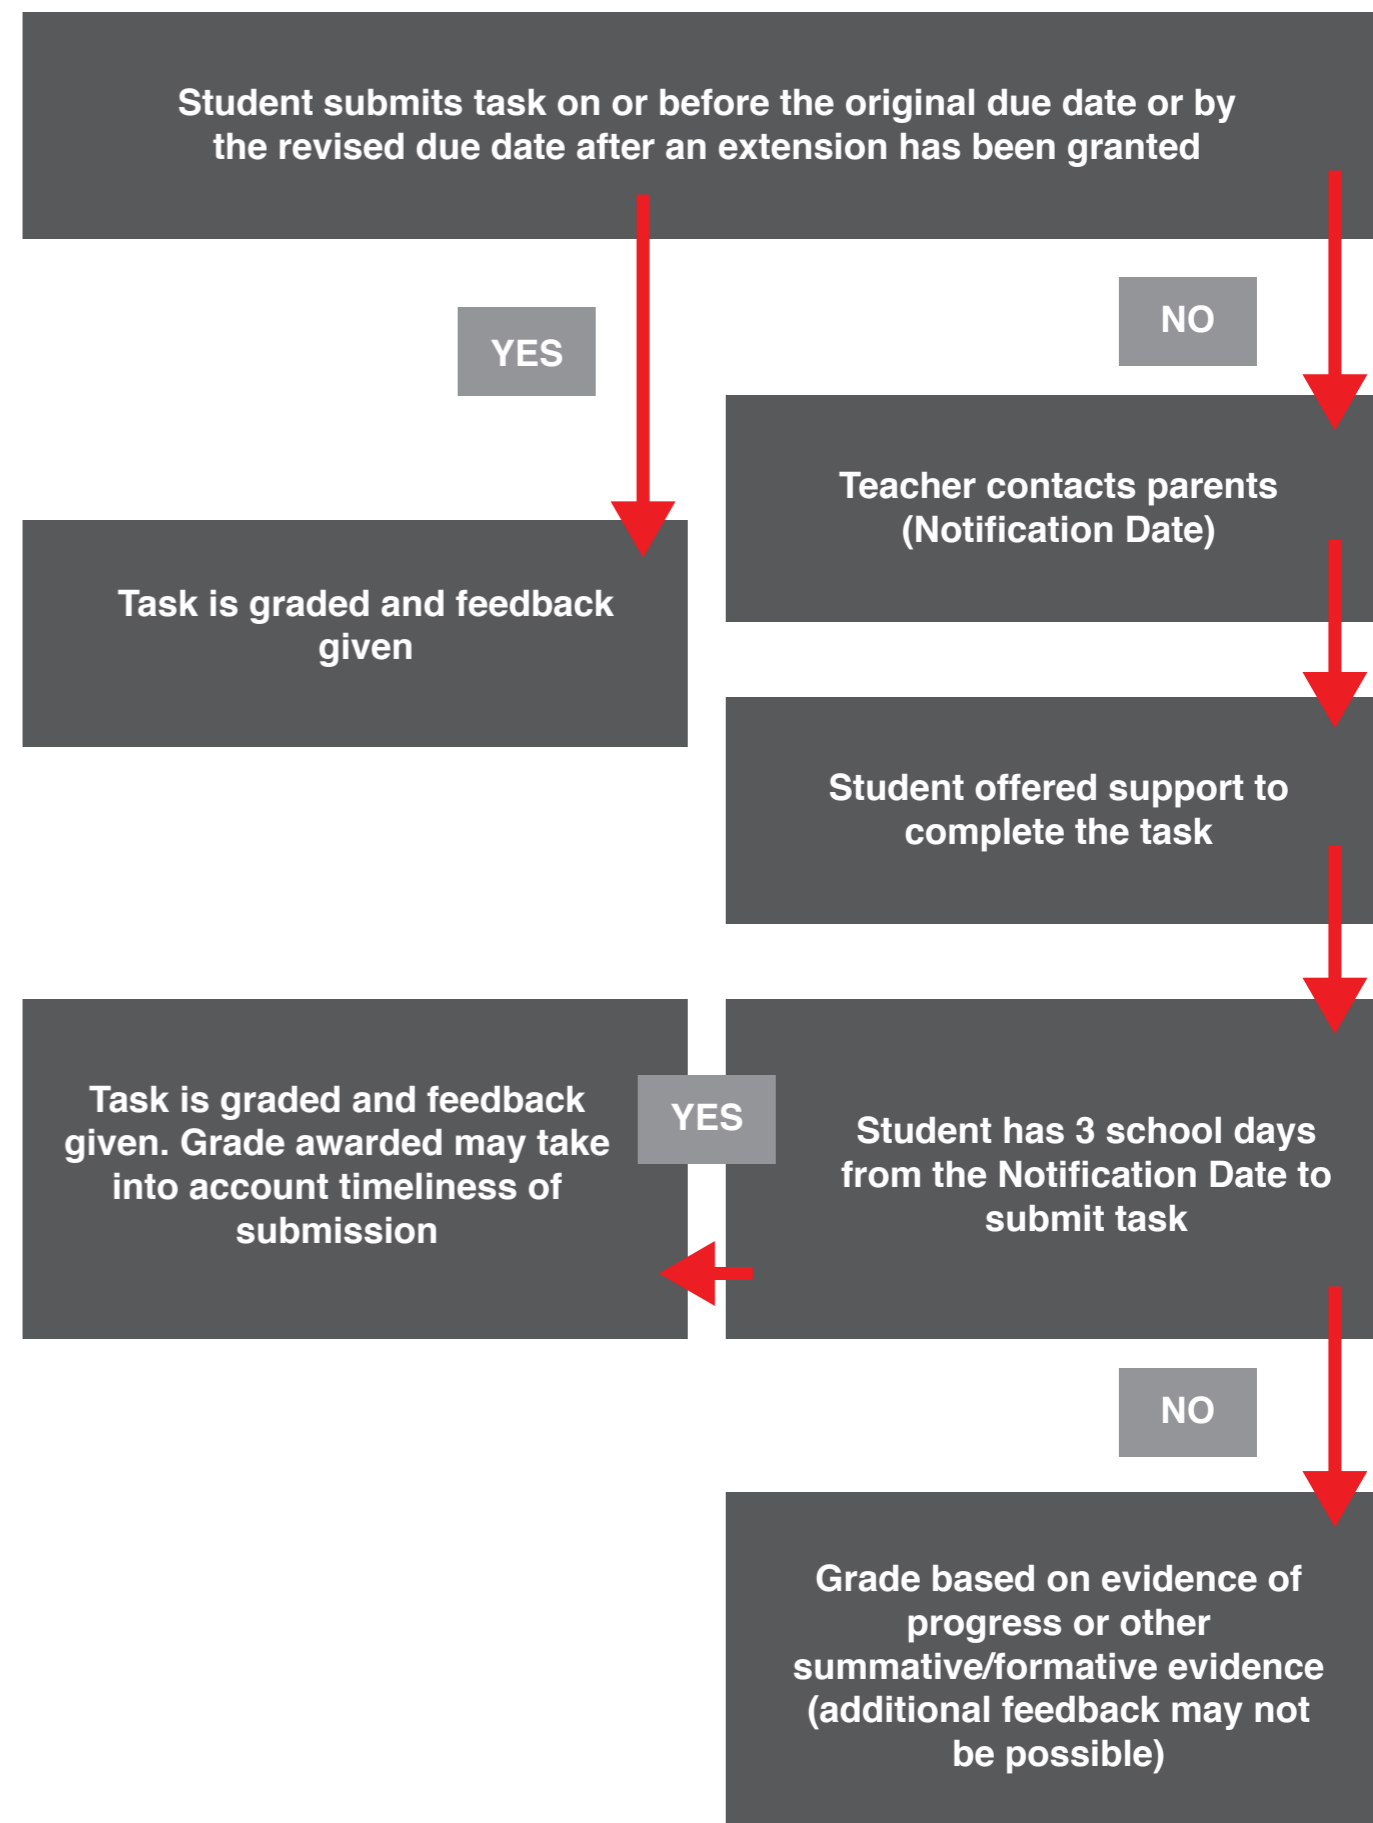 Student submits task on or before the original due date or by
the revised due date after an extension has been granted
YES
NO
Teacher contacts parents
(Notification Date)
Task is graded and feedback
given
Student offered support to
complete the task
Task is graded and feedback
given. Grade awarded may take
into account timeliness of
submission
YES
Student has 3 school days
from the Notification Date to
submit task
NO
Grade based on evidence of
progress or other
summative/formative evidence
(additional feedback may not
be possible)